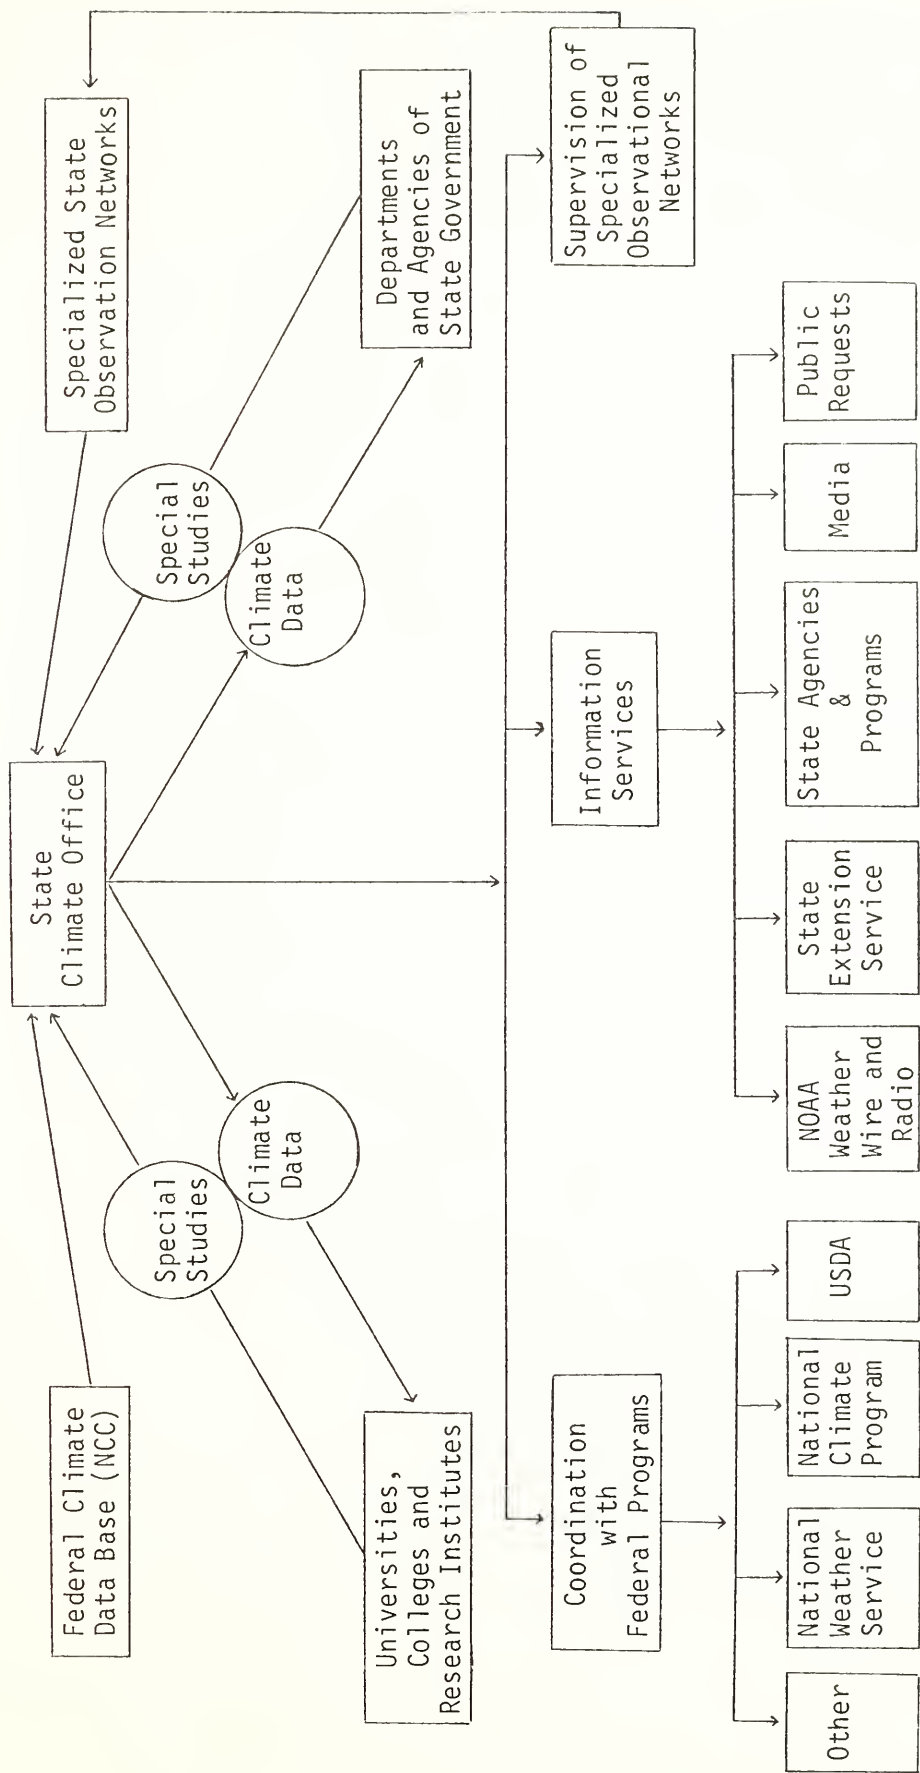 State
Climate Office
Federal Climate
Data Base (NCC)
Specialized State
Observation Networks
Special
Studies
Climate
Data
Special
Studies
Climate
Data
Universities,
Colleges and
Research Institutes
Departments
and Agencies of
State Government
Coordination
with
Federal Programs
Information
Services
Supervision of
Specialized
Observational
Networks
Other
National
Weather
Service
National
Climate
Program
USDA
NOAA
Weather
Wire and
Radio
State
Extension
Service
State Agencies
&
Programs
Media
Public
Requests